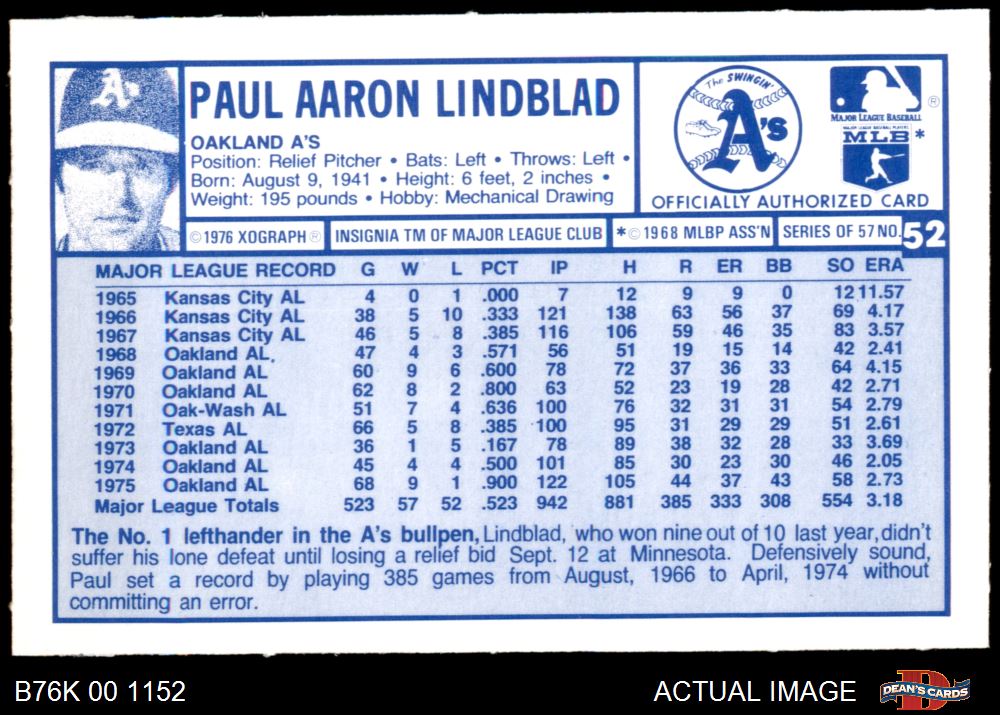 A's
PAUL AARON LINDBLAD
OAKLAND A'S
Position: Relief Pitcher • Bats: Left • Throws: Left •
Born: August 9, 1941 • Height: 6 feet, 2 inches •
Weight: 195 pounds • Hobby: Mechanical Drawing
The SWINGIN'
A's
MAJOR LEAGUE BASEBALL
®
MAJOR LEAGUE BASEBALL PLAYERS
MLB*
OFFICIALLY AUTHORIZED CARD
©1976 XOGRAPH® INSIGNIA TM OF MAJOR LEAGUE CLUB *©1968 MLBP ASS'N SERIES OF 57 NO. 52
MAJOR LEAGUE RECORD G W L PCT IP H R ER BB SO ERA
1965 Kansas City AL 4 0 1 .000 7 12 9 9 0 12 11.57
1966 Kansas City AL 38 5 10 .333 121 138 63 56 37 69 4.17
1967 Kansas City AL 46 5 8 .385 116 106 59 46 35 83 3.57
1968 Oakland AL. 47 4 3 .571 56 51 19 15 14 42 2.41
1969 Oakland AL 60 9 6 .600 78 72 37 36 33 64 4.15
1970 Oakland AL 62 8 2 .800 63 52 23 19 28 42 2.71
1971 Oak-Wash AL 51 7 4 .636 100 76 32 31 31 54 2.79
1972 Texas AL 66 5 8 .385 100 95 31 29 29 51 2.61
1973 Oakland AL 36 1 5 .167 78 89 38 32 28 33 3.69
1974 Oakland AL 45 4 4 .500 101 85 30 23 30 46 2.05
1975 Oakland AL 68 9 1 .900 122 105 44 37 43 58 2.73
Major League Totals 523 57 52 .523 942 881 385 333 308 554 3.18
The No. 1 lefthander in the A's bullpen, Lindblad, who won nine out of 10 last year, didn't
suffer his lone defeat until losing a relief bid Sept. 12 at Minnesota. Defensively sound,
Paul set a record by playing 385 games from August, 1966 to April, 1974 without
committing an error.
B76K 00 1152
ACTUAL IMAGE
DEAN'S CARDS